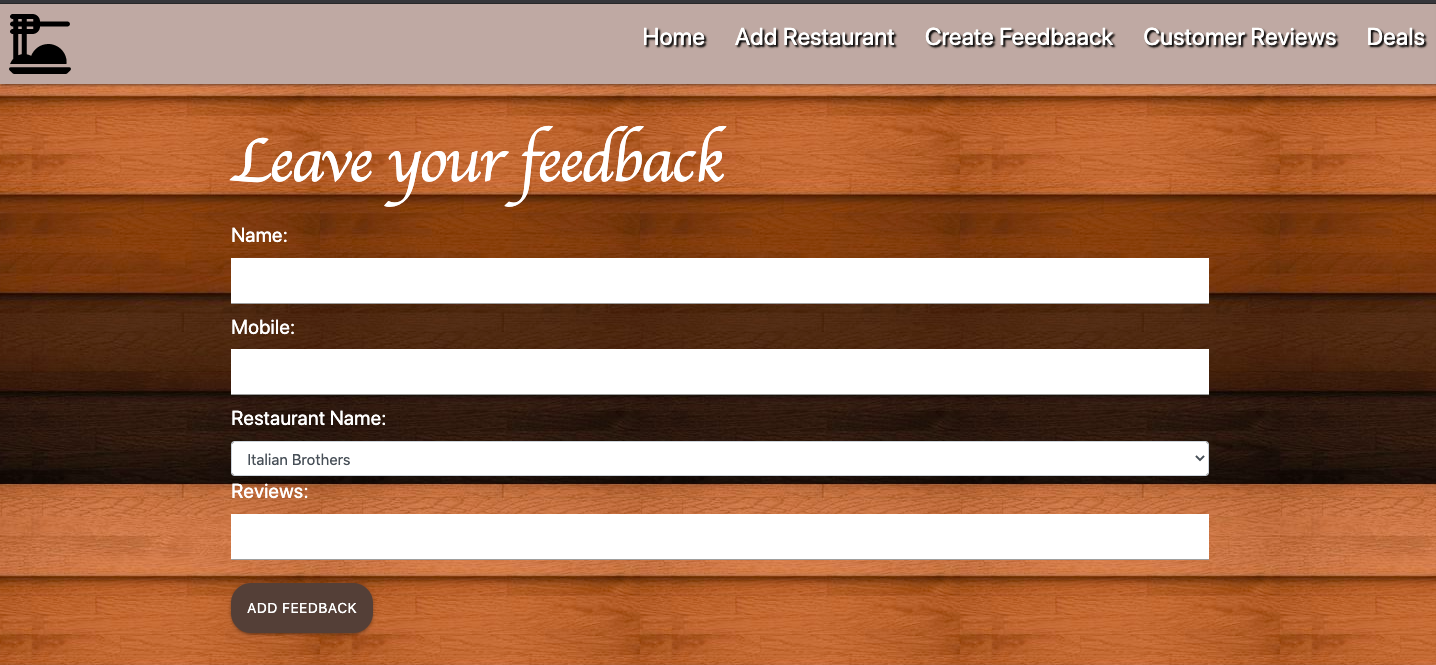 Home Add Restaurant Create Feedbaack Customer Reviews Deals
Leave your feedback
Name:
Mobile:
Restaurant Name:
Italian Brothers
Reviews:
ADD FEEDBACK